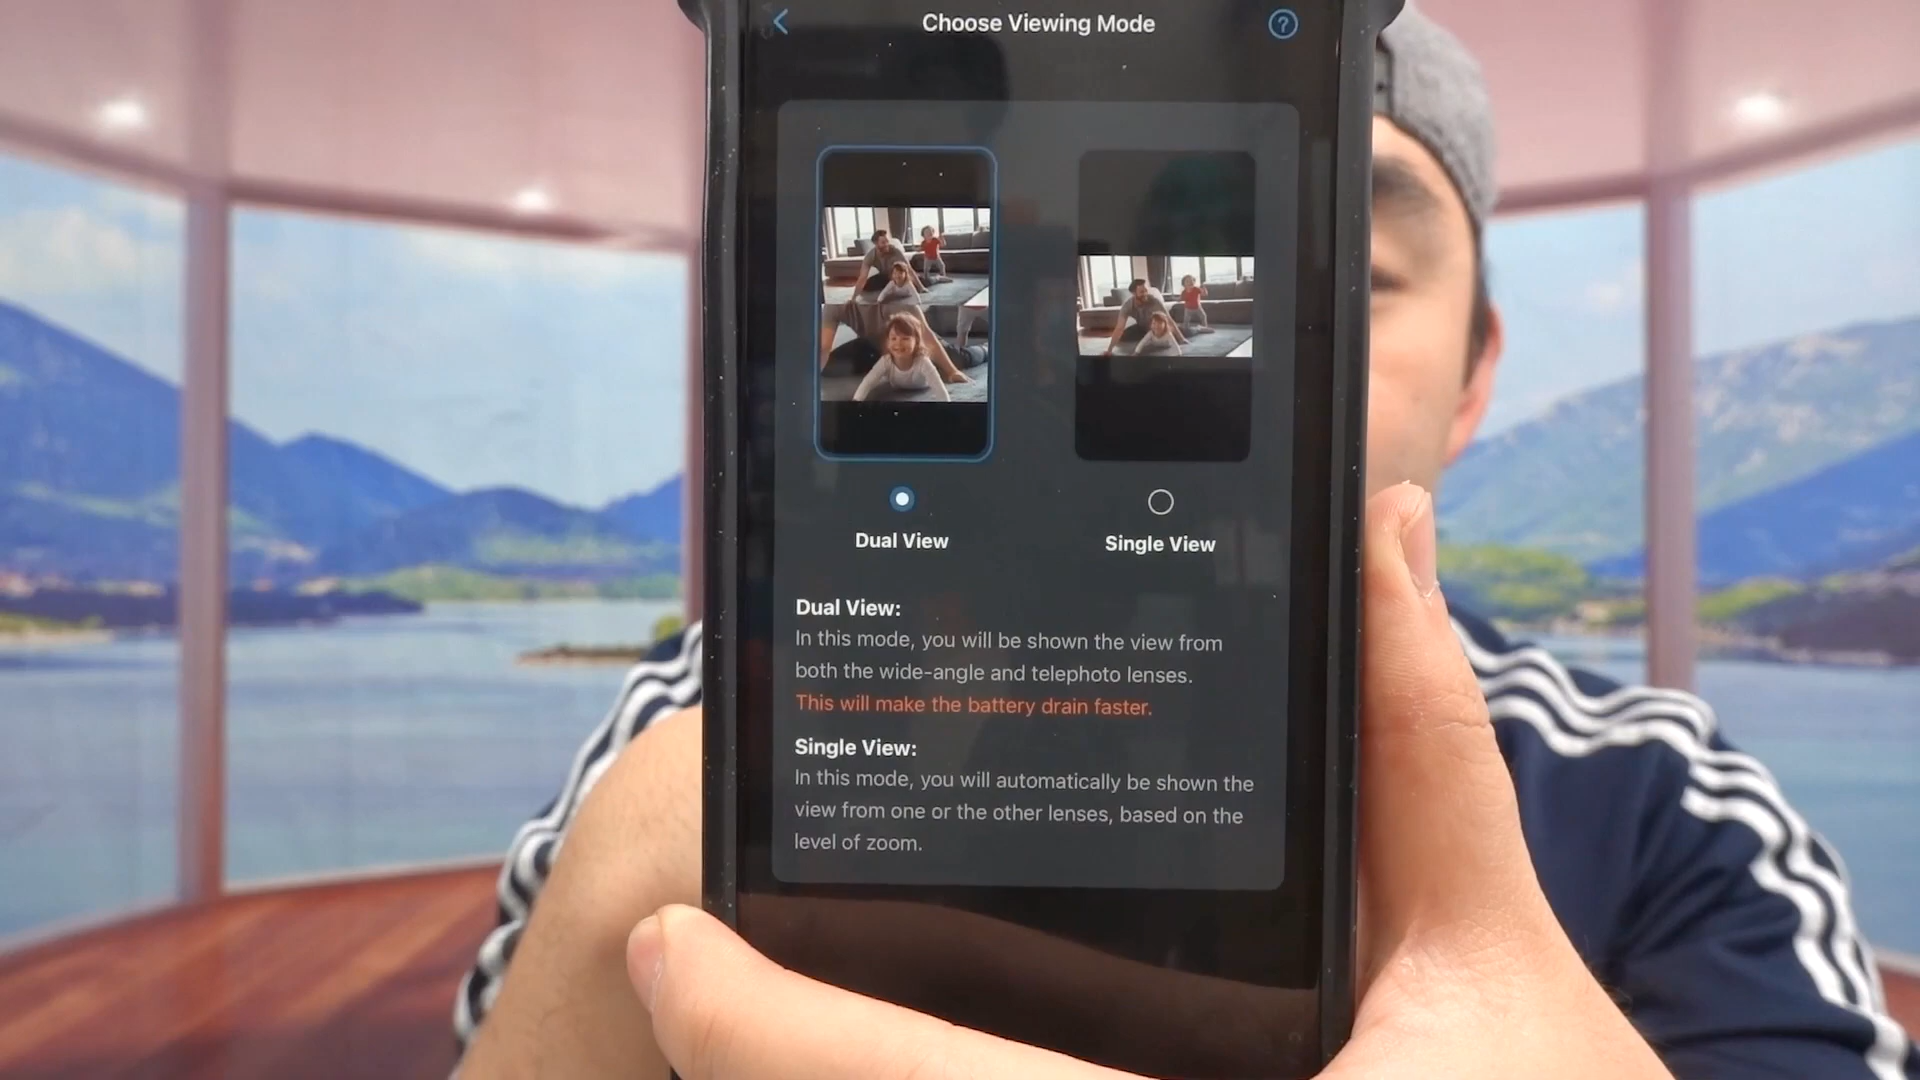 Choose Viewing Mode
?
Dual View
Single View
Dual View:
In this mode, you will be shown the view from
both the wide-angle and telephoto lenses.
This will make the battery drain faster.
Single View:
In this mode, you will automatically be shown the
view from one or the other lenses, based on the
level of zoom.